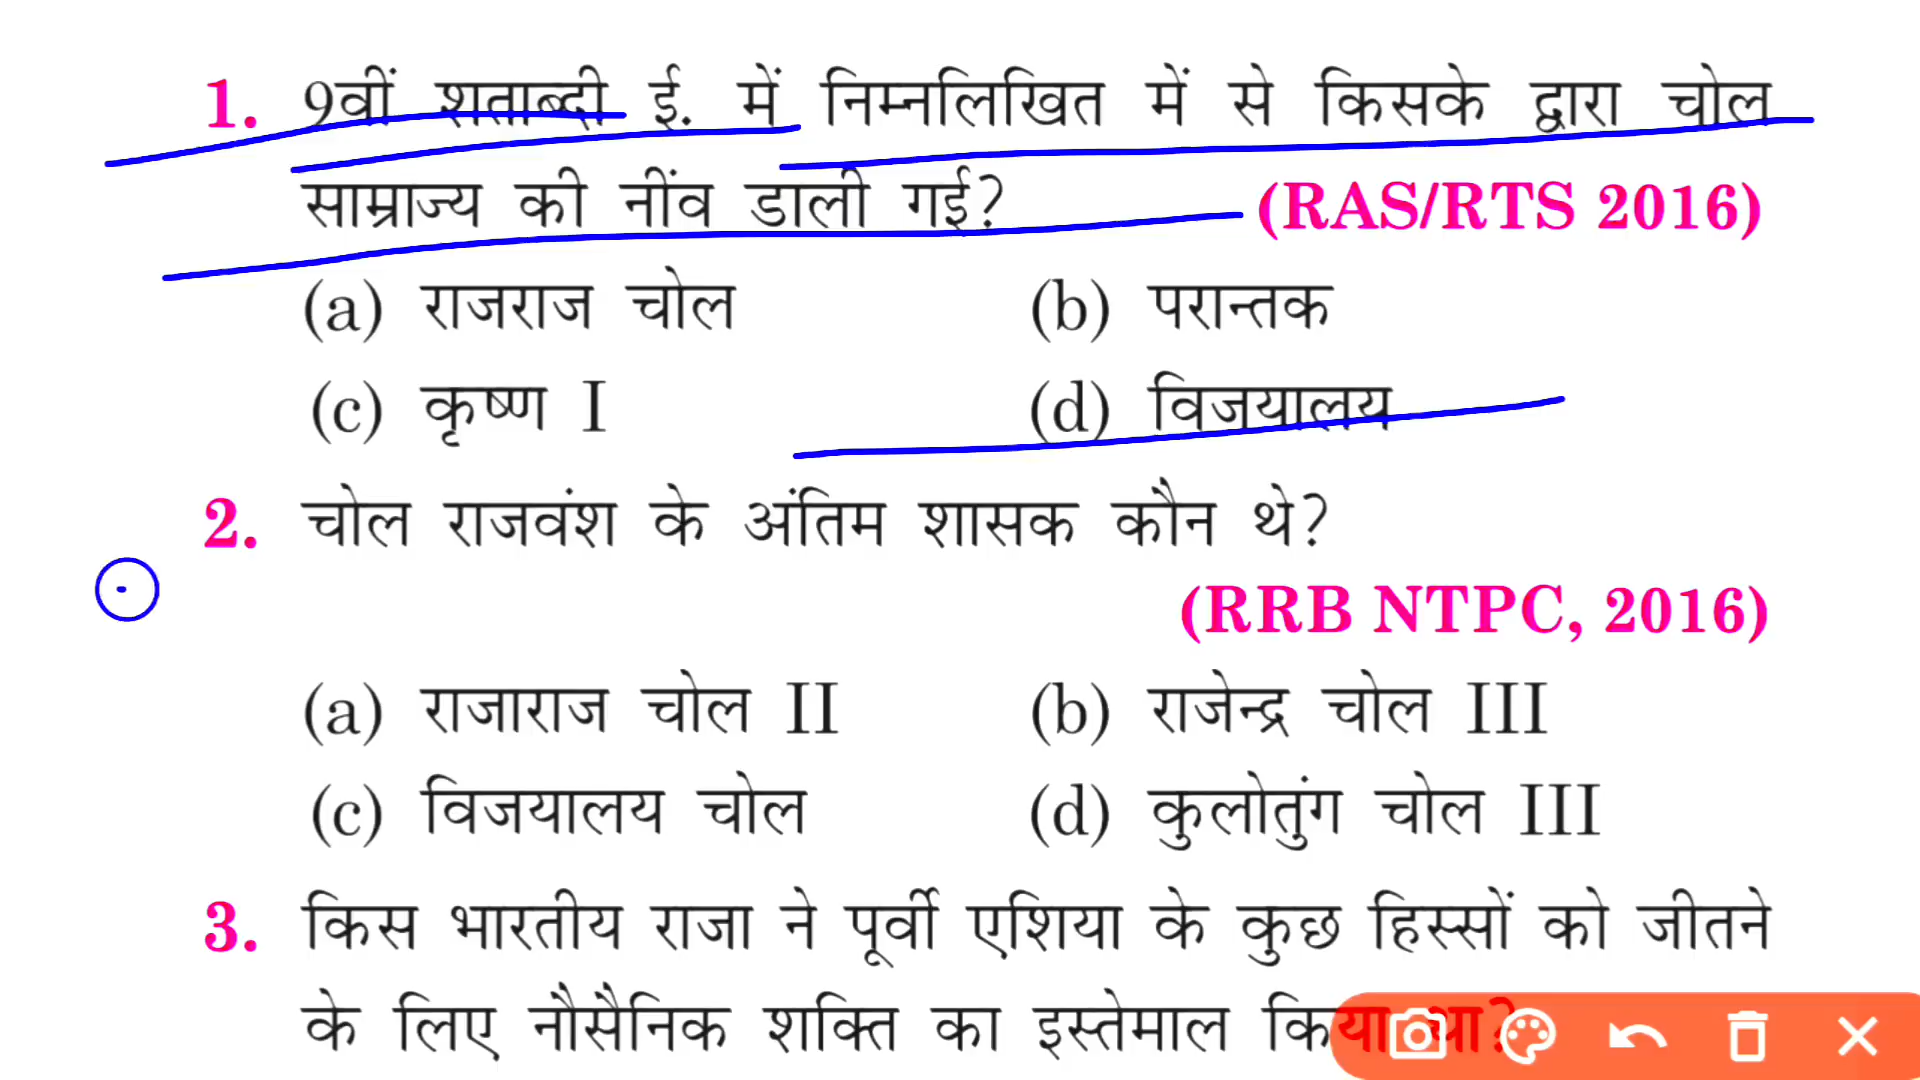 1. 9वीं शताब्दी ई. में निम्नलिखित में से किसके द्वारा चोल
साम्राज्य की नींव डाली गई? (RAS/RTS 2016)
(a) राजराज चोल (b) परान्तक
(c) कृष्ण I (d) विजयालय
2. चोल राजवंश के अंतिम शासक कौन थे?
(RRB NTPC, 2016)
(a) राजाराज चोल II (b) राजेन्द्र चोल III
(c) विजयालय चोल (d) कुलोतुंग चोल III
3. किस भारतीय राजा ने पूर्वी एशिया के कुछ हिस्सों को जीतने
के लिए नौसैनिक शक्ति का इस्तेमाल किया था?